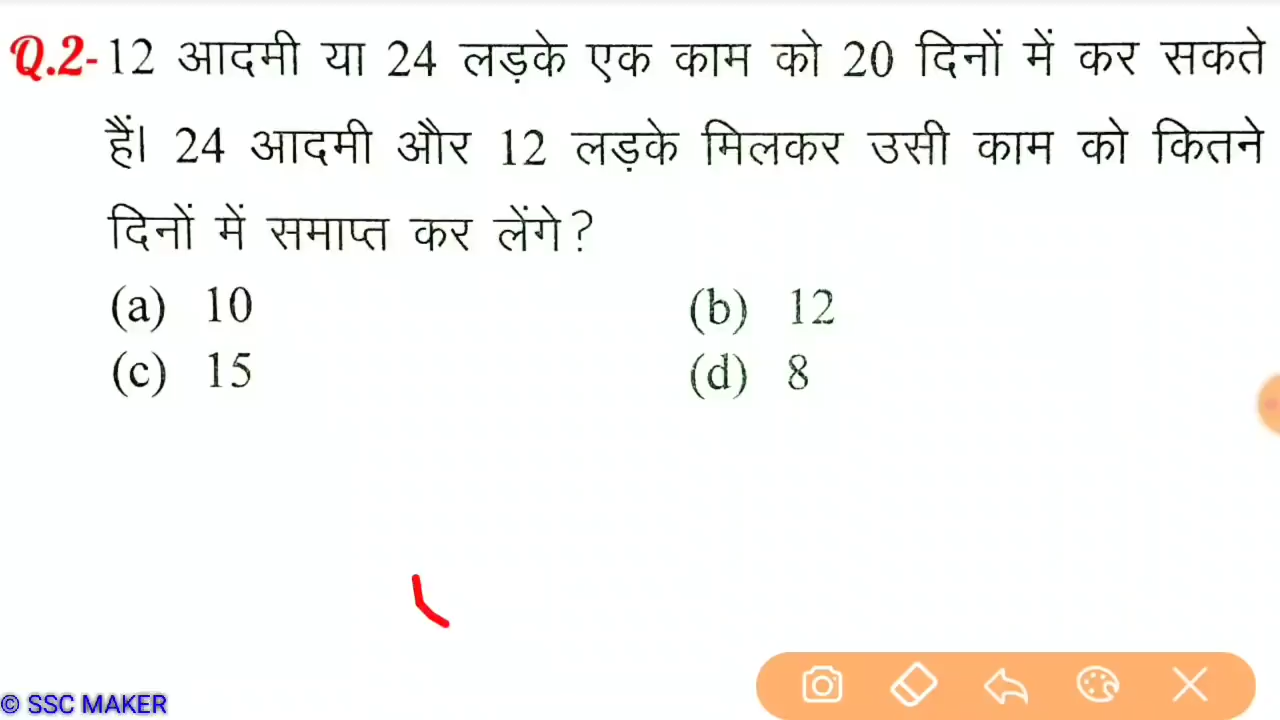 Q.2- 12 आदमी या 24 लड़के एक काम को 20 दिनों में कर सकते
हैं। 24 आदमी और 12 लड़के मिलकर उसी काम को कितने
दिनों में समाप्त कर लेंगे?
(a) 10 (b) 12
(c) 15 (d) 8
© SSC MAKER